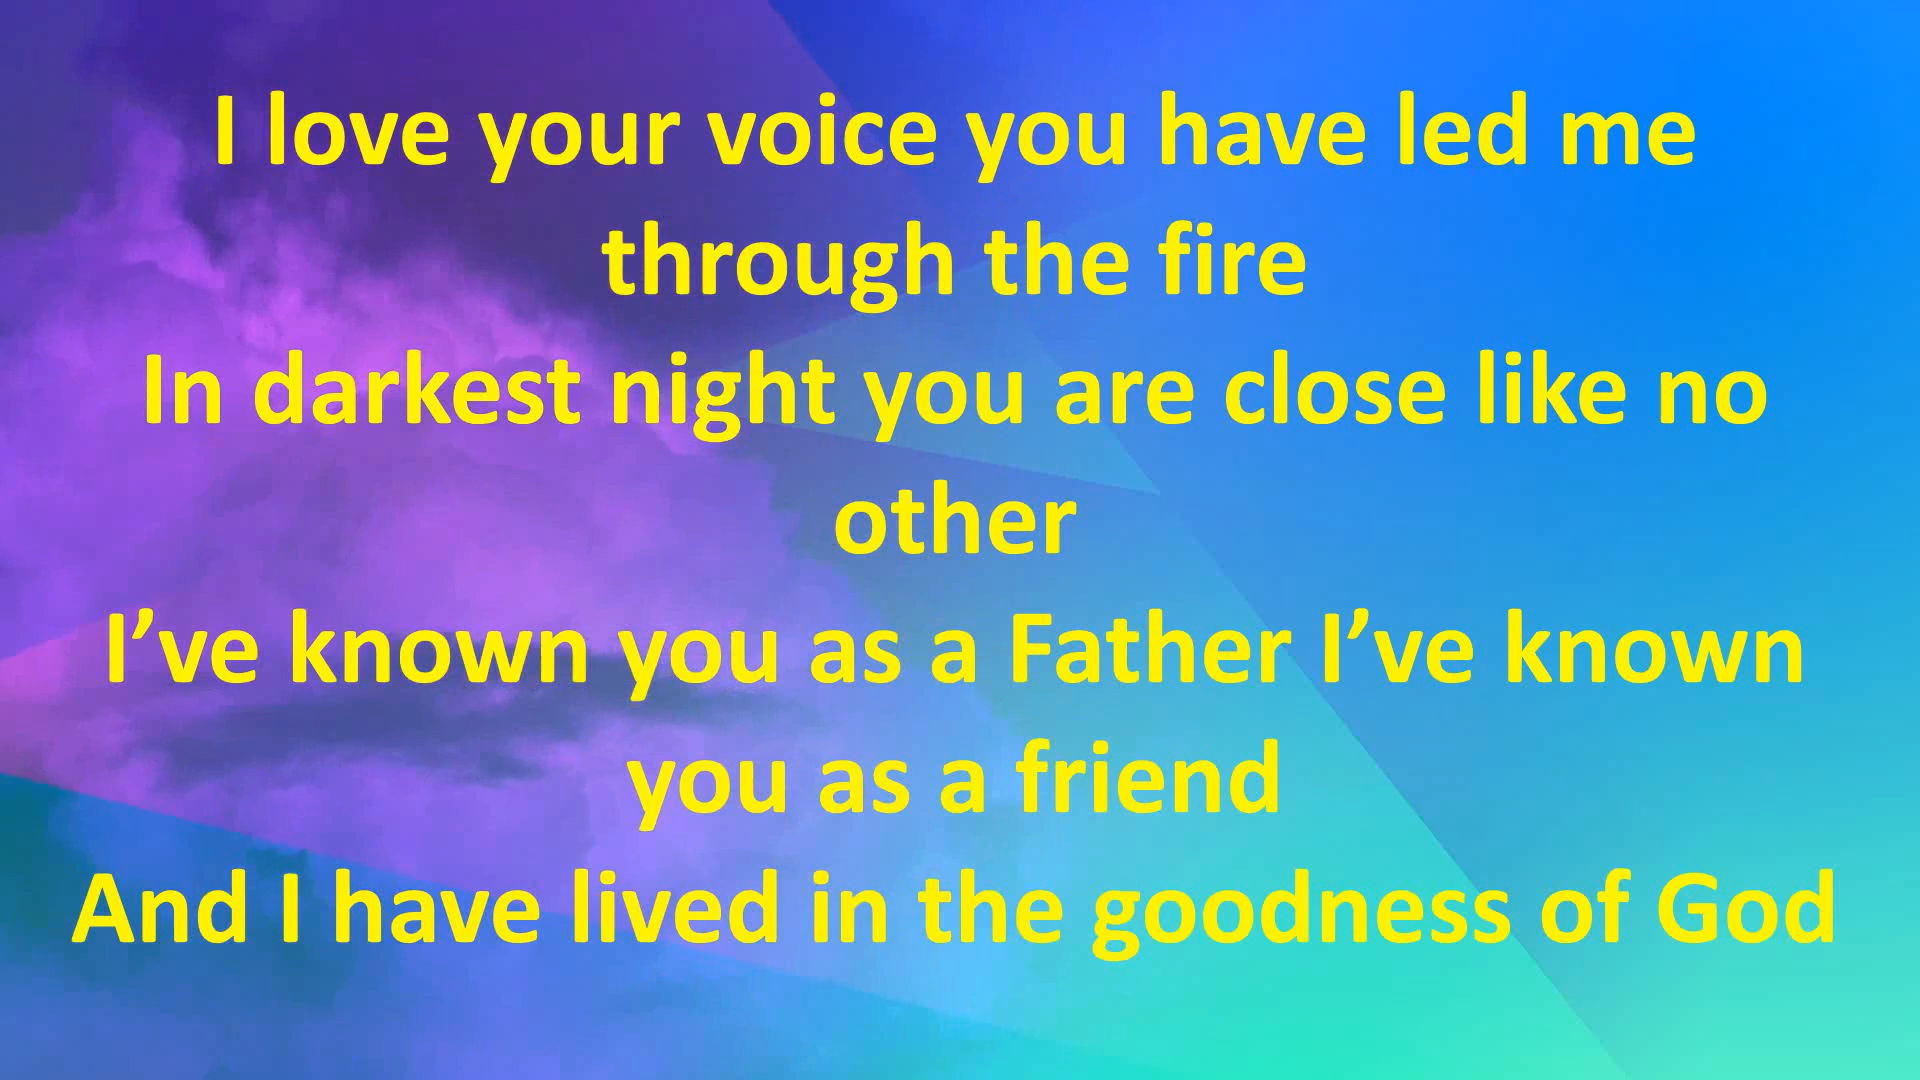 I love your voice you have led me
through the fire
In darkest night you are close like no
other
I’ve known you as a Father I’ve known
you as a friend
And I have lived in the goodness of God